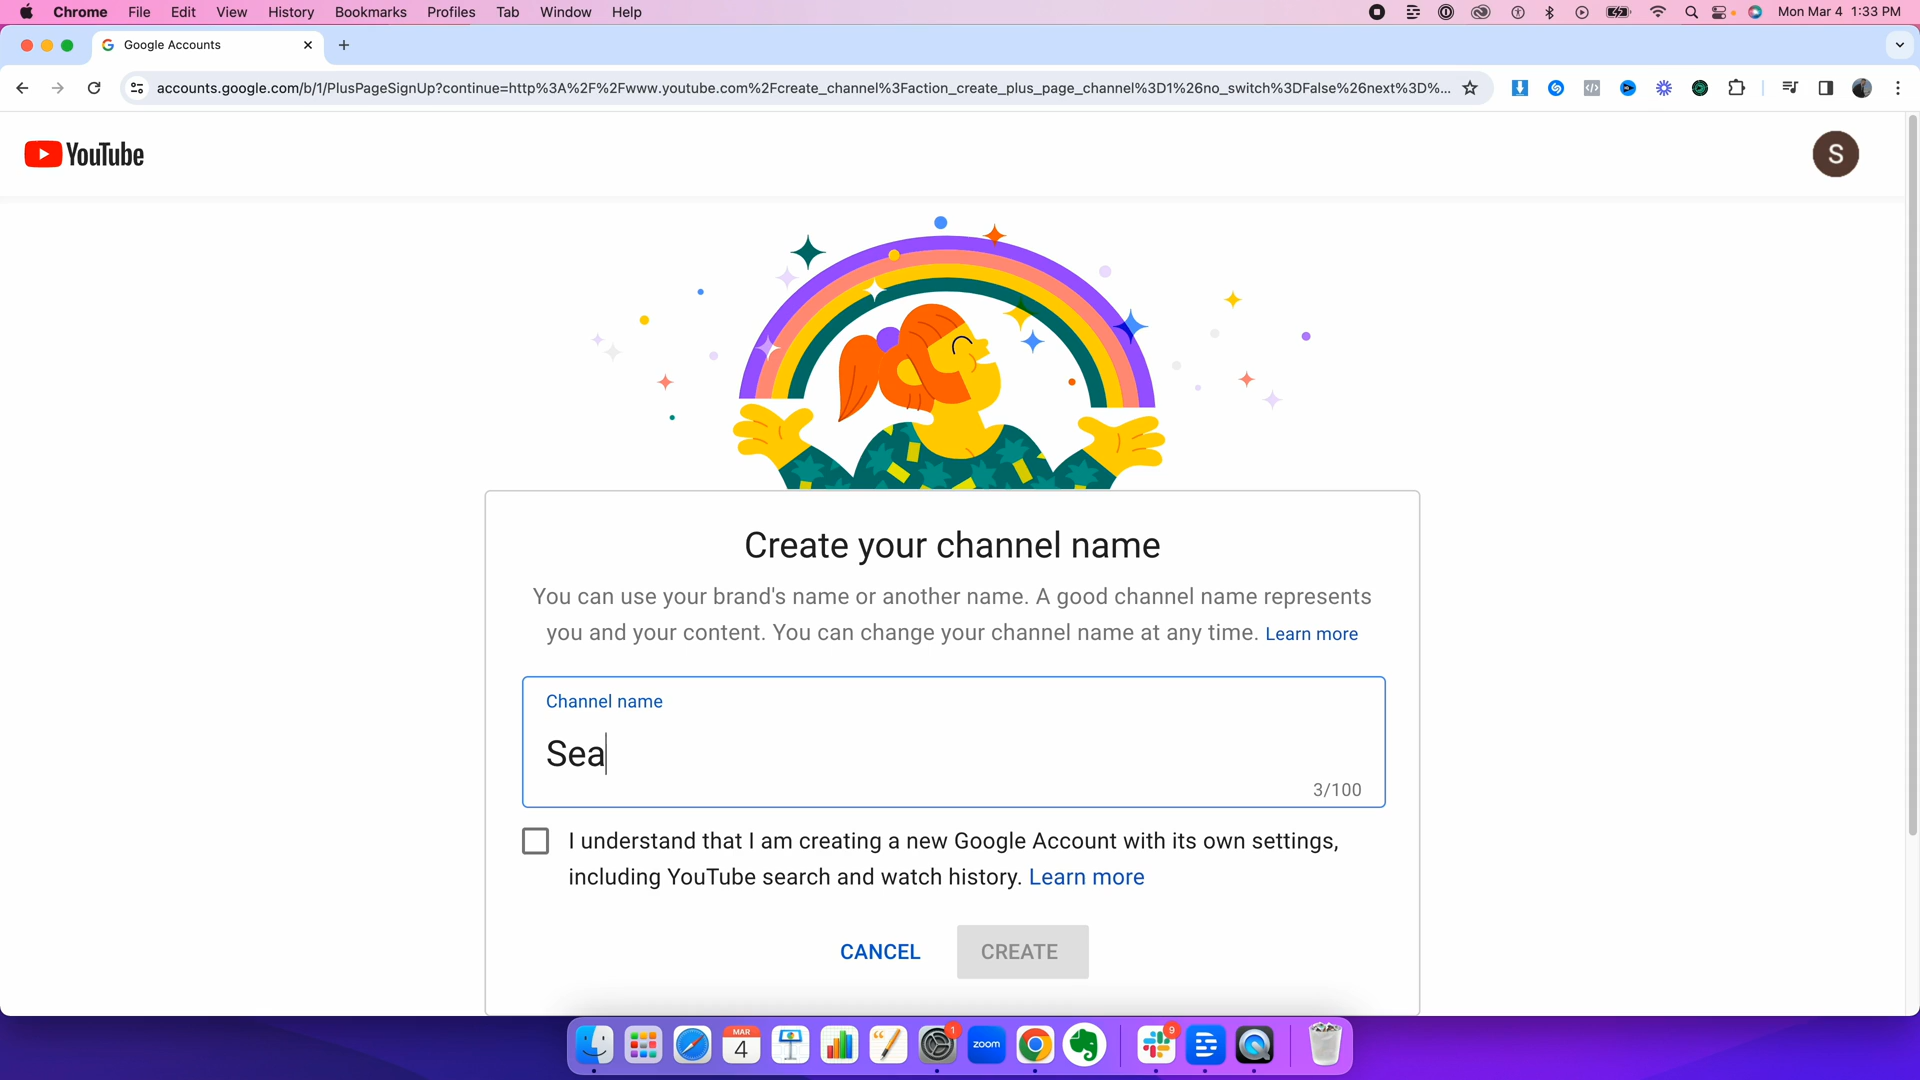 Chrome File Edit View History Bookmarks Profiles Tab Window Help Mon Mar 4 1:33 PM
Google Accounts
accounts.google.com/b/1/PlusPageSignUp?continue=http%3A%2F%2Fwww.youtube.com%2Fcreate_channel%3Faction_create_plus_page_channel%3D1%26no_switch%3DFalse%26next%3D%...
YouTube S
Create your channel name
You can use your brand's name or another name. A good channel name represents
you and your content. You can change your channel name at any time. Learn more
Channel name
Sea
3/100
I understand that I am creating a new Google Account with its own settings,
including YouTube search and watch history. Learn more
CANCEL CREATE
MAR 4 1 zoom 9